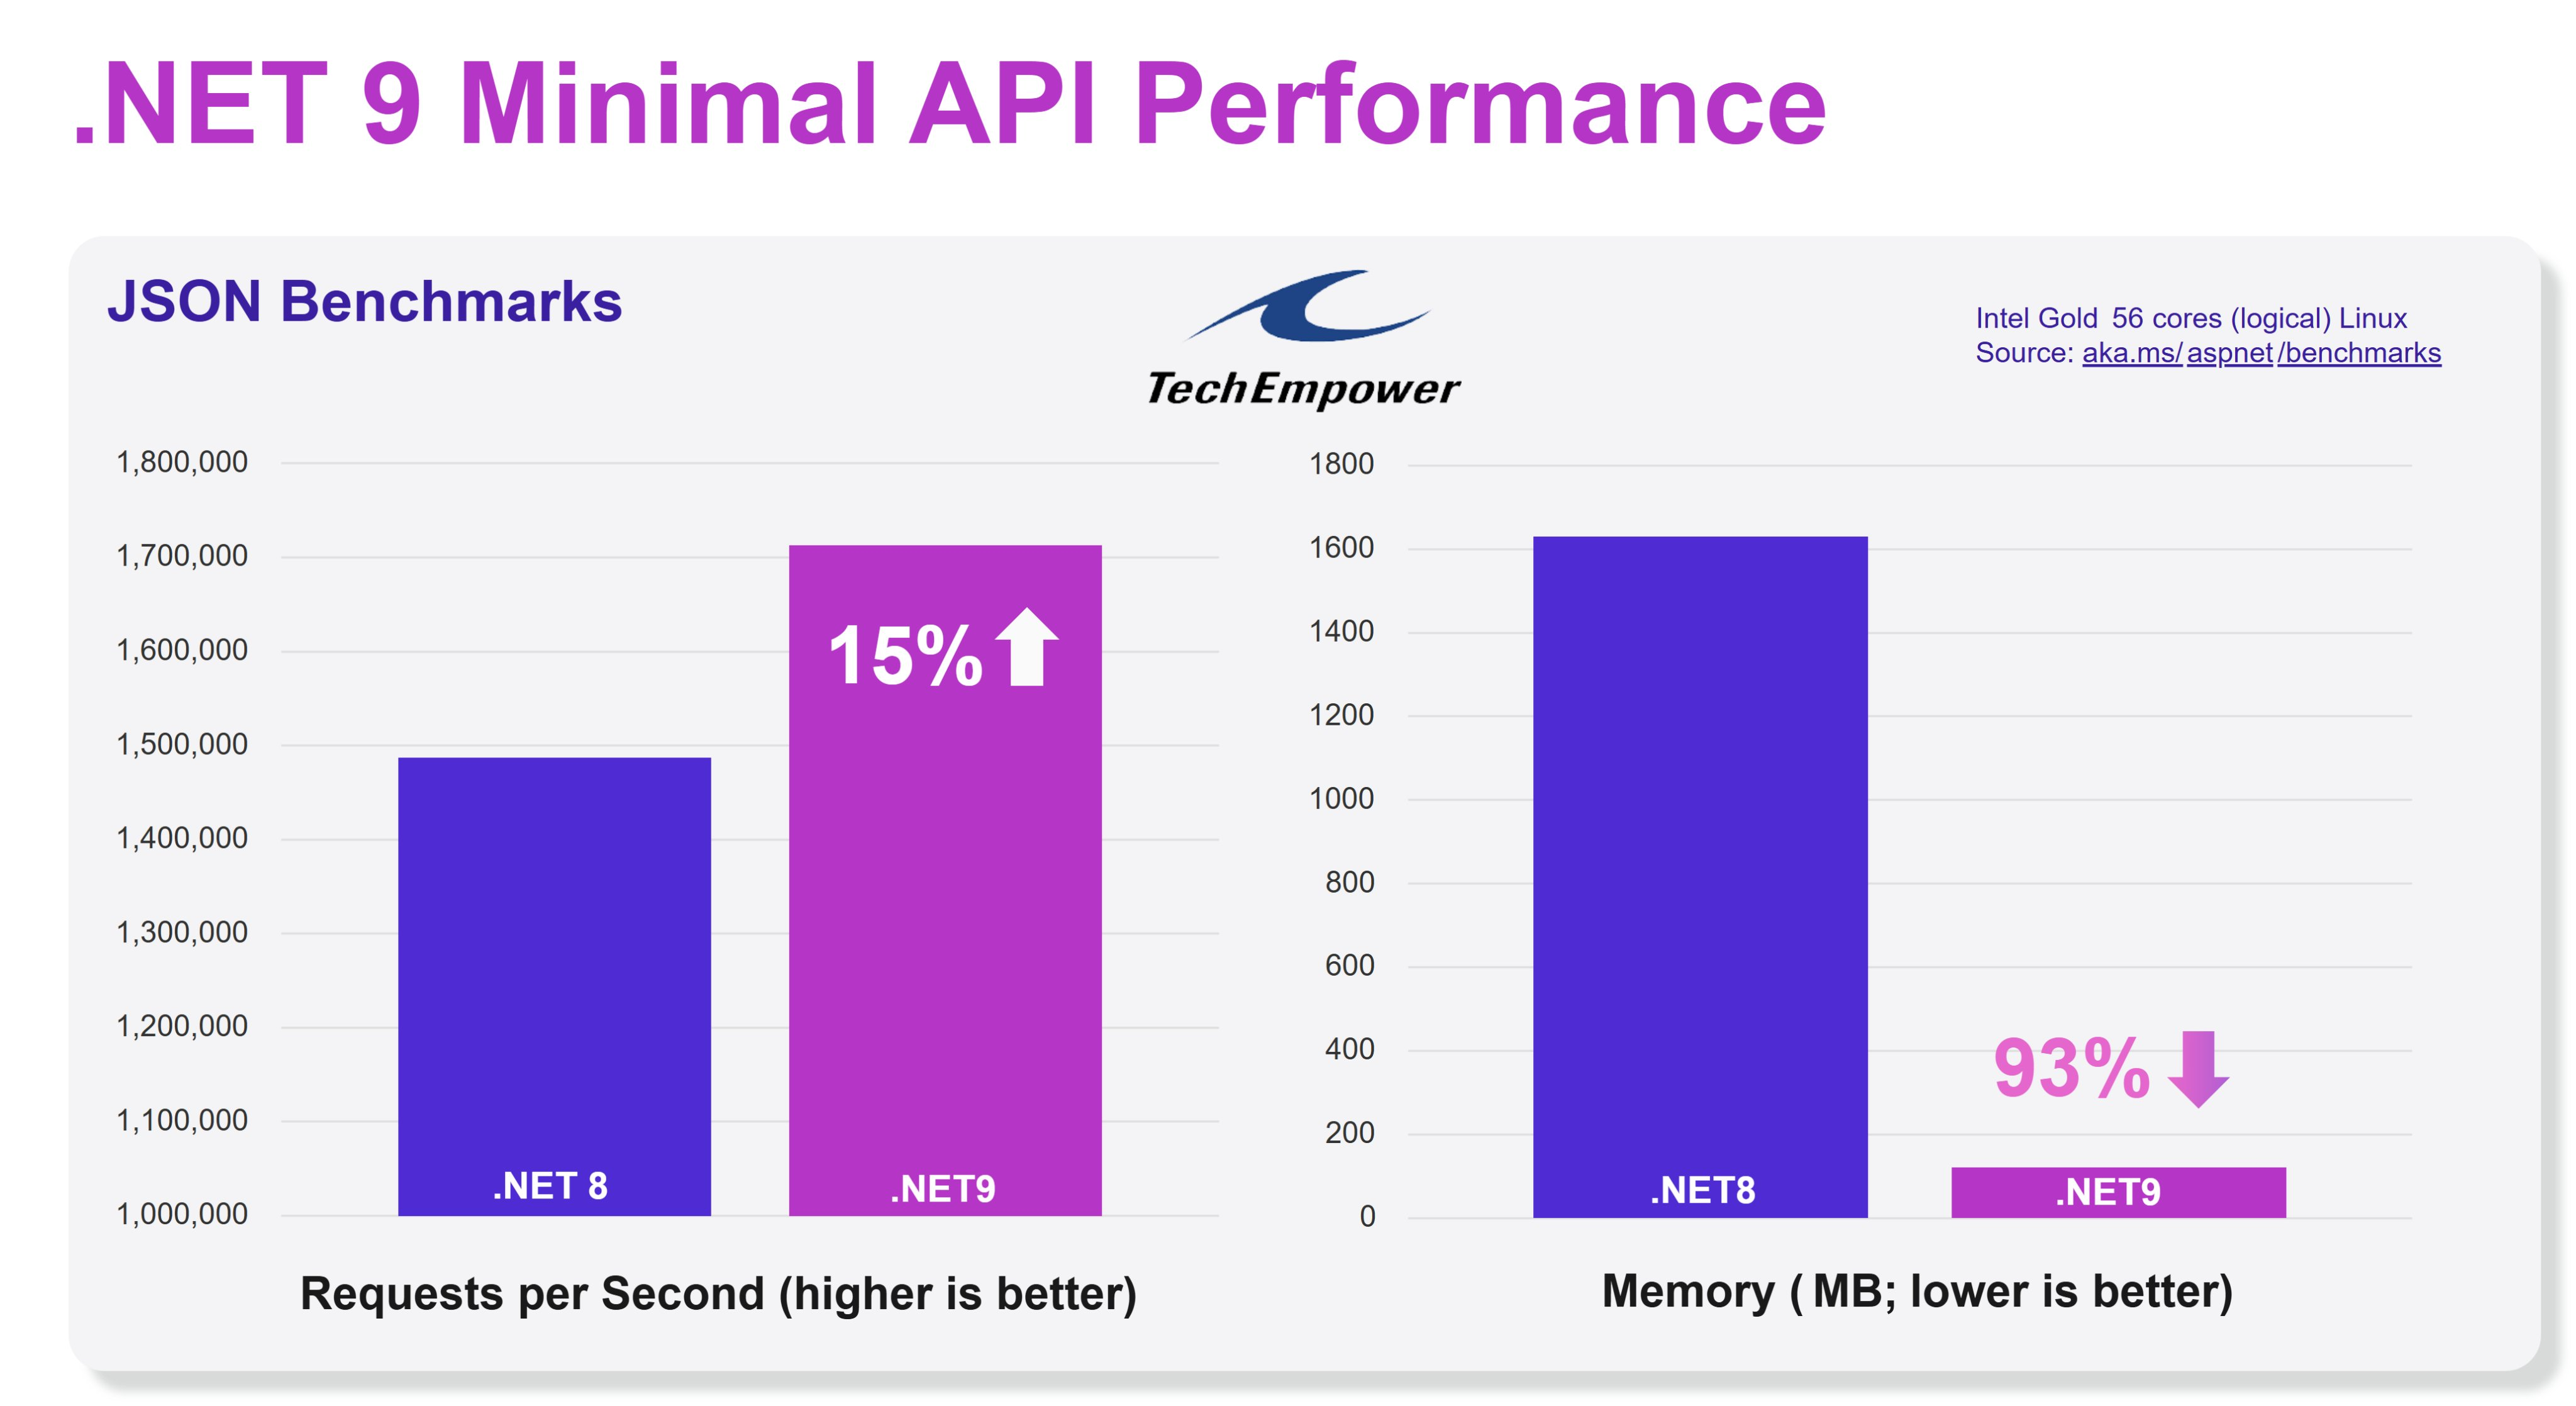 .NET 9 Minimal API Performance
JSON Benchmarks
TechEmpower
Intel Gold 56 cores (logical) Linux
Source: aka.ms/aspnet/benchmarks
1,800,000
1,700,000
1,600,000
1,500,000
1,400,000
1,300,000
1,200,000
1,100,000
1,000,000
15%
.NET 8
.NET9
Requests per Second (higher is better)
1800
1600
1400
1200
1000
800
600
400
200
0
93%
.NET8
.NET9
Memory (MB; lower is better)